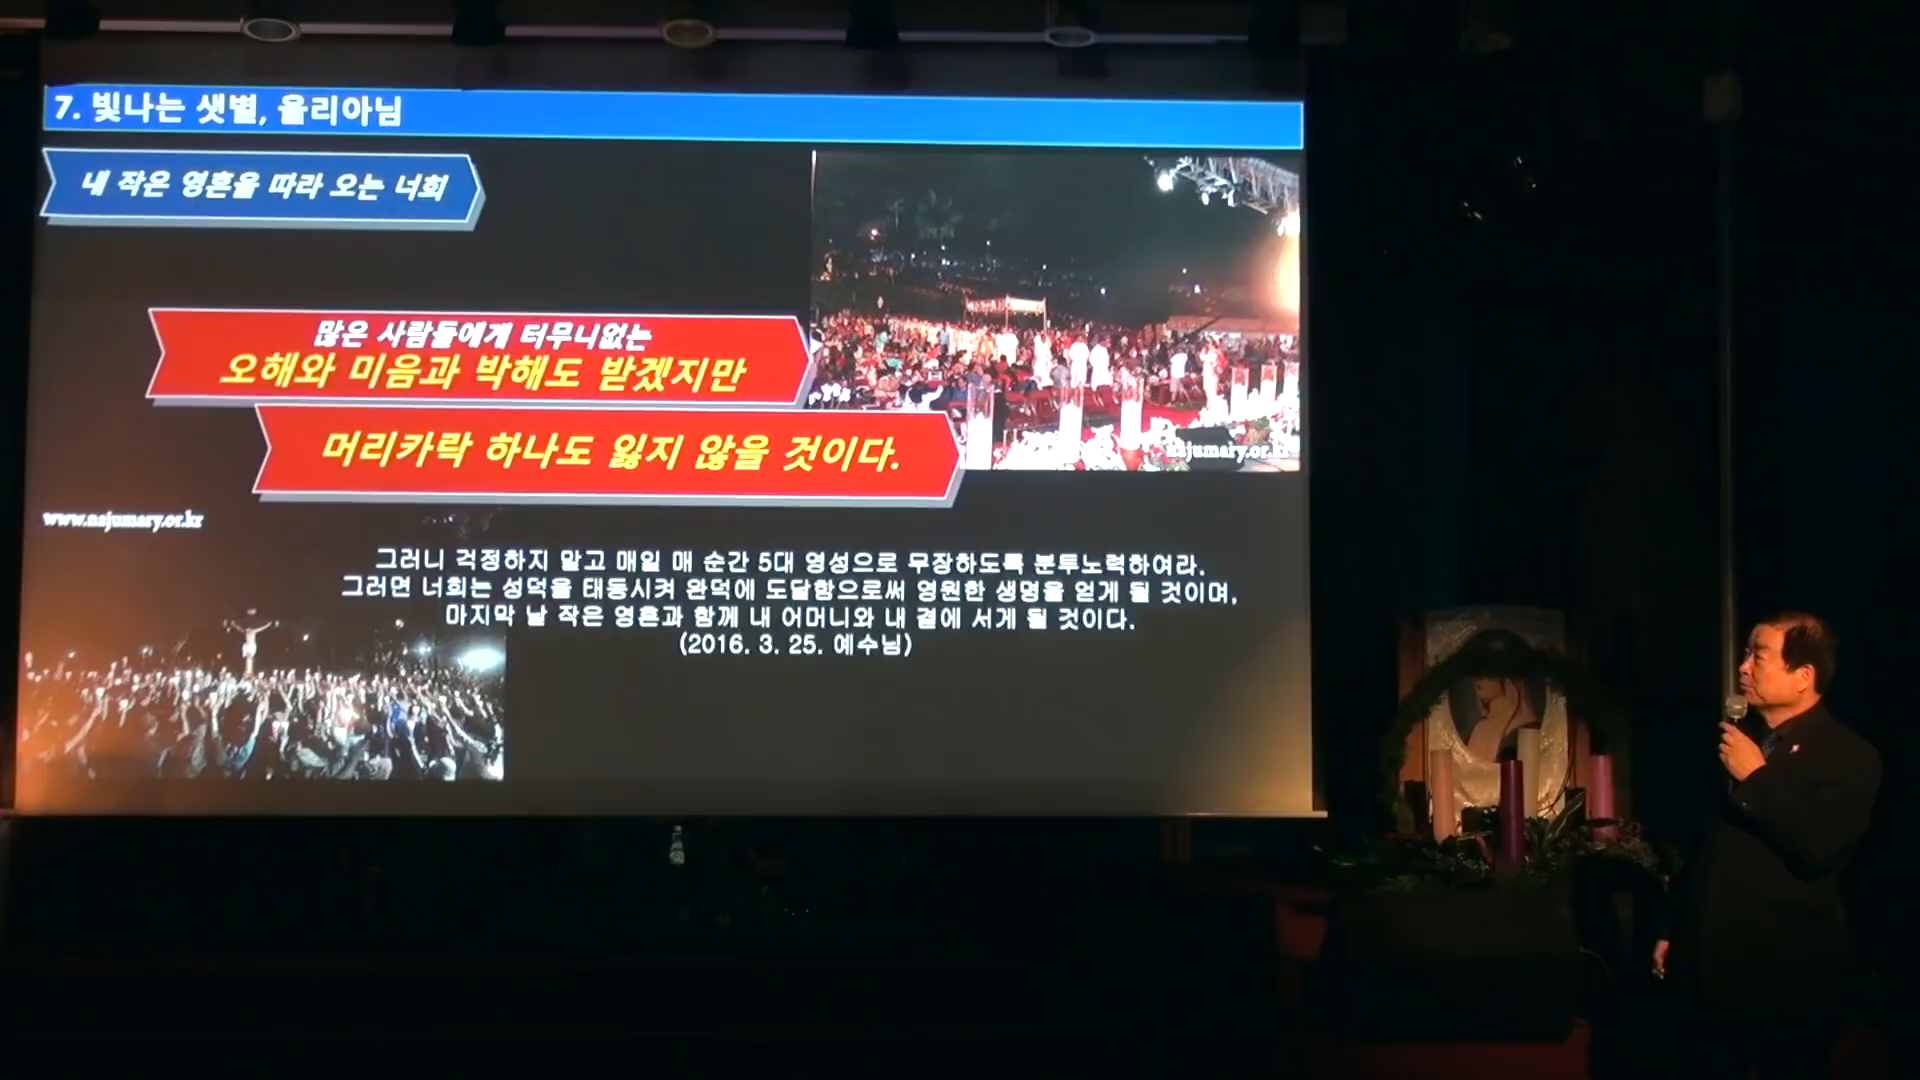 7. 빛나는 샛별, 율리아님
내 작은 영혼을 따라 오는 너희
많은 사람들에게 터무니없는
오해와 미움과 박해도 받겠지만
머리카락 하나도 잃지 않을 것이다.
najumary.or.kr
www.najumary.or.kr
그러니 걱정하지 말고 매일 매 순간 5대 영성으로 무장하도록 분투노력하여라.
그러면 너희는 성덕을 태동시켜 완덕에 도달함으로써 영원한 생명을 얻게 될 것이며,
마지막 날 작은 영혼과 함께 내 어머니와 내 곁에 서게 될 것이다.
(2016. 3. 25. 예수님)